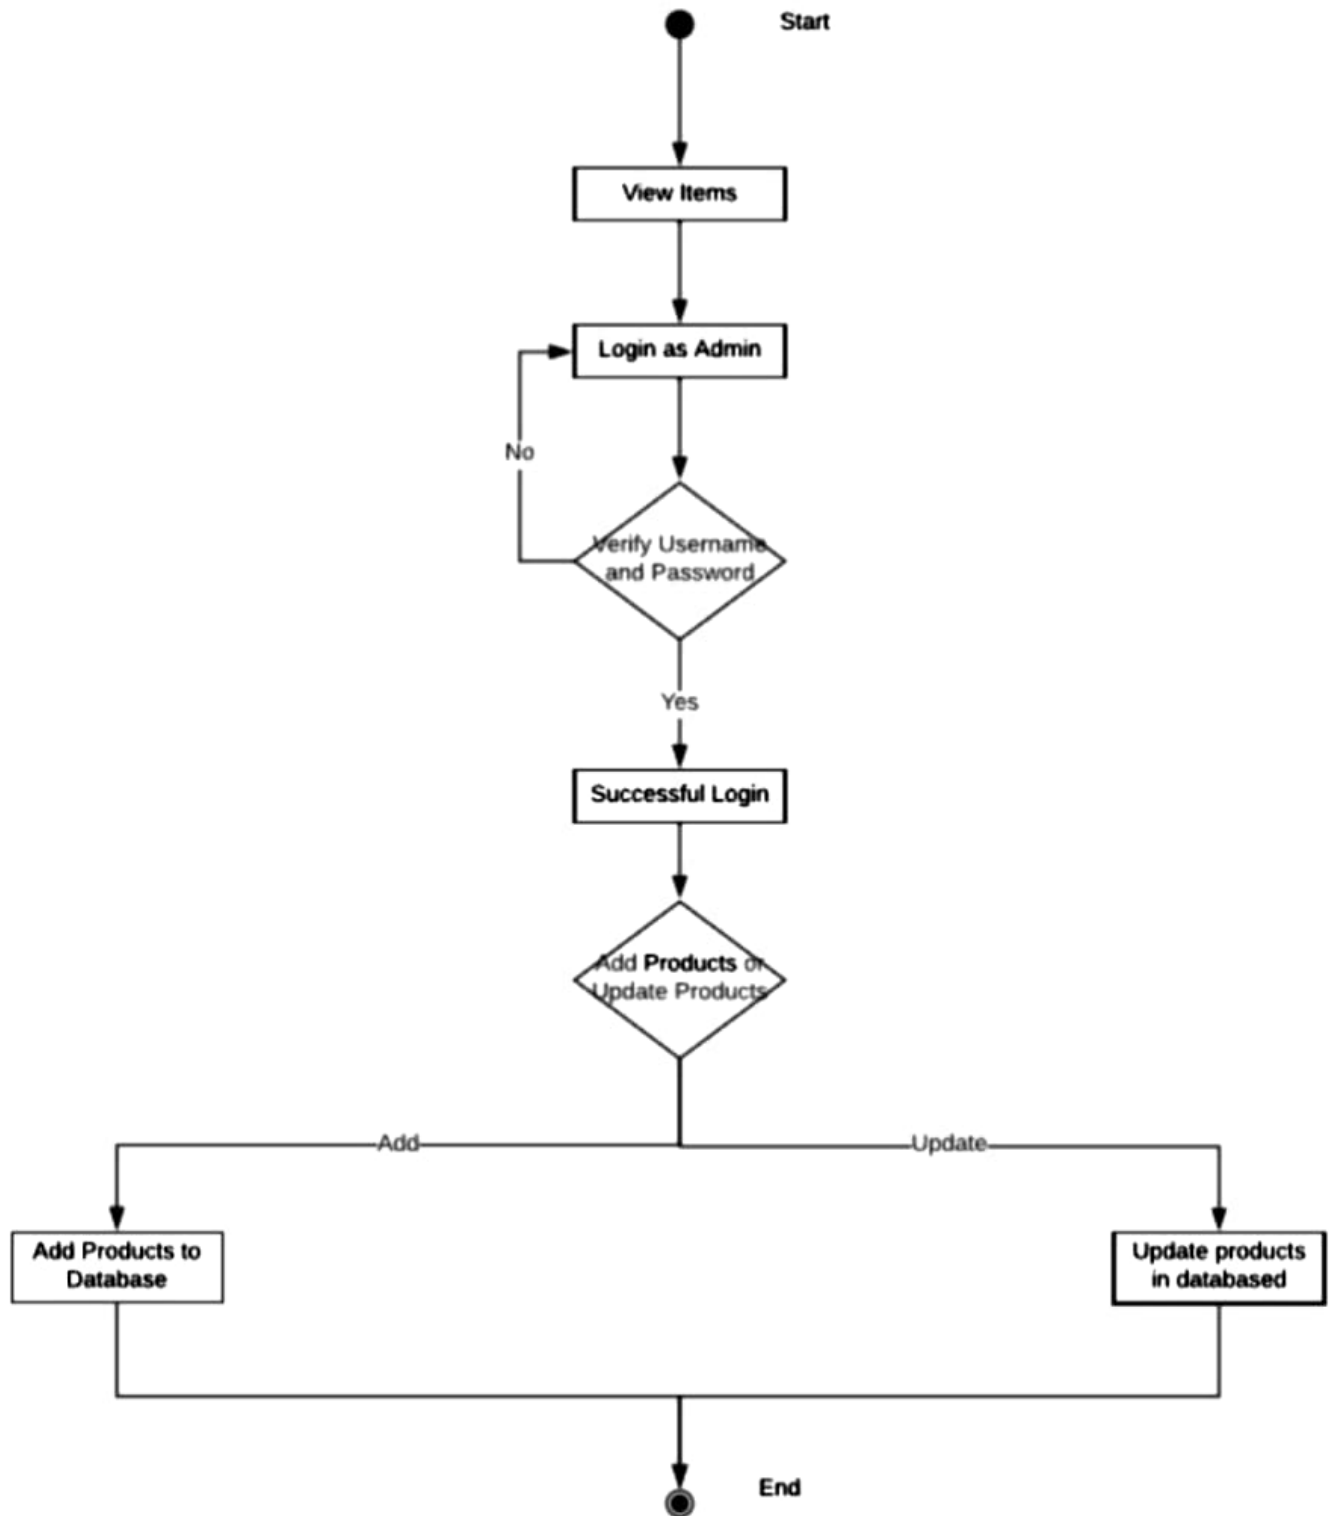 Start
View Items
Login as Admin
No
Verify Username
and Password
Yes
Successful Login
Add Products or
Update Products
Add
Update
Add Products to
Database
Update products
in databased
End